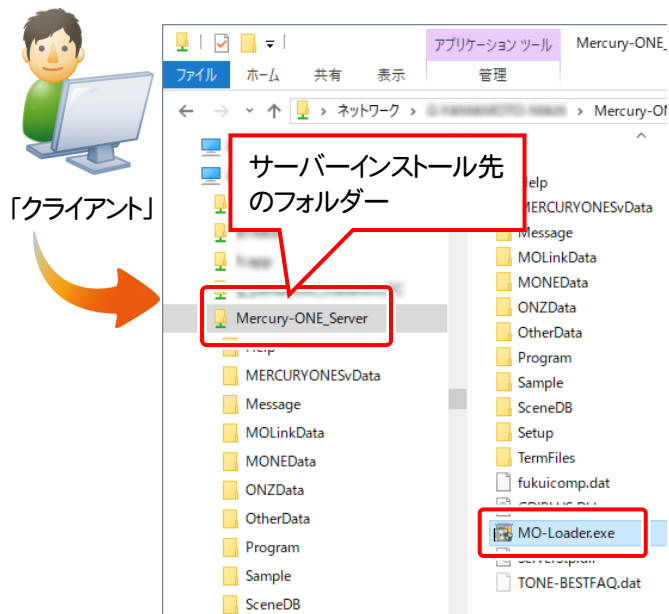 アプリケーション ツール
Mercury-ONE_
ファイル
ホーム
共有
表示
管理
ネットワーク
Mercury-ON
「クライアント」
サーバーインストール先
のフォルダー
Mercury-ONE_Server
MERCURYONESvData
Message
MOLinkData
MONEData
ONZData
OtherData
Program
Sample
SceneDB
elp
MERCURYONESvData
Message
MOLinkData
MONEData
ONZData
OtherData
Program
Sample
SceneDB
Setup
TermFiles
fukuicomp.dat
MO-Loader.exe
TONE-BESTFAQ.dat